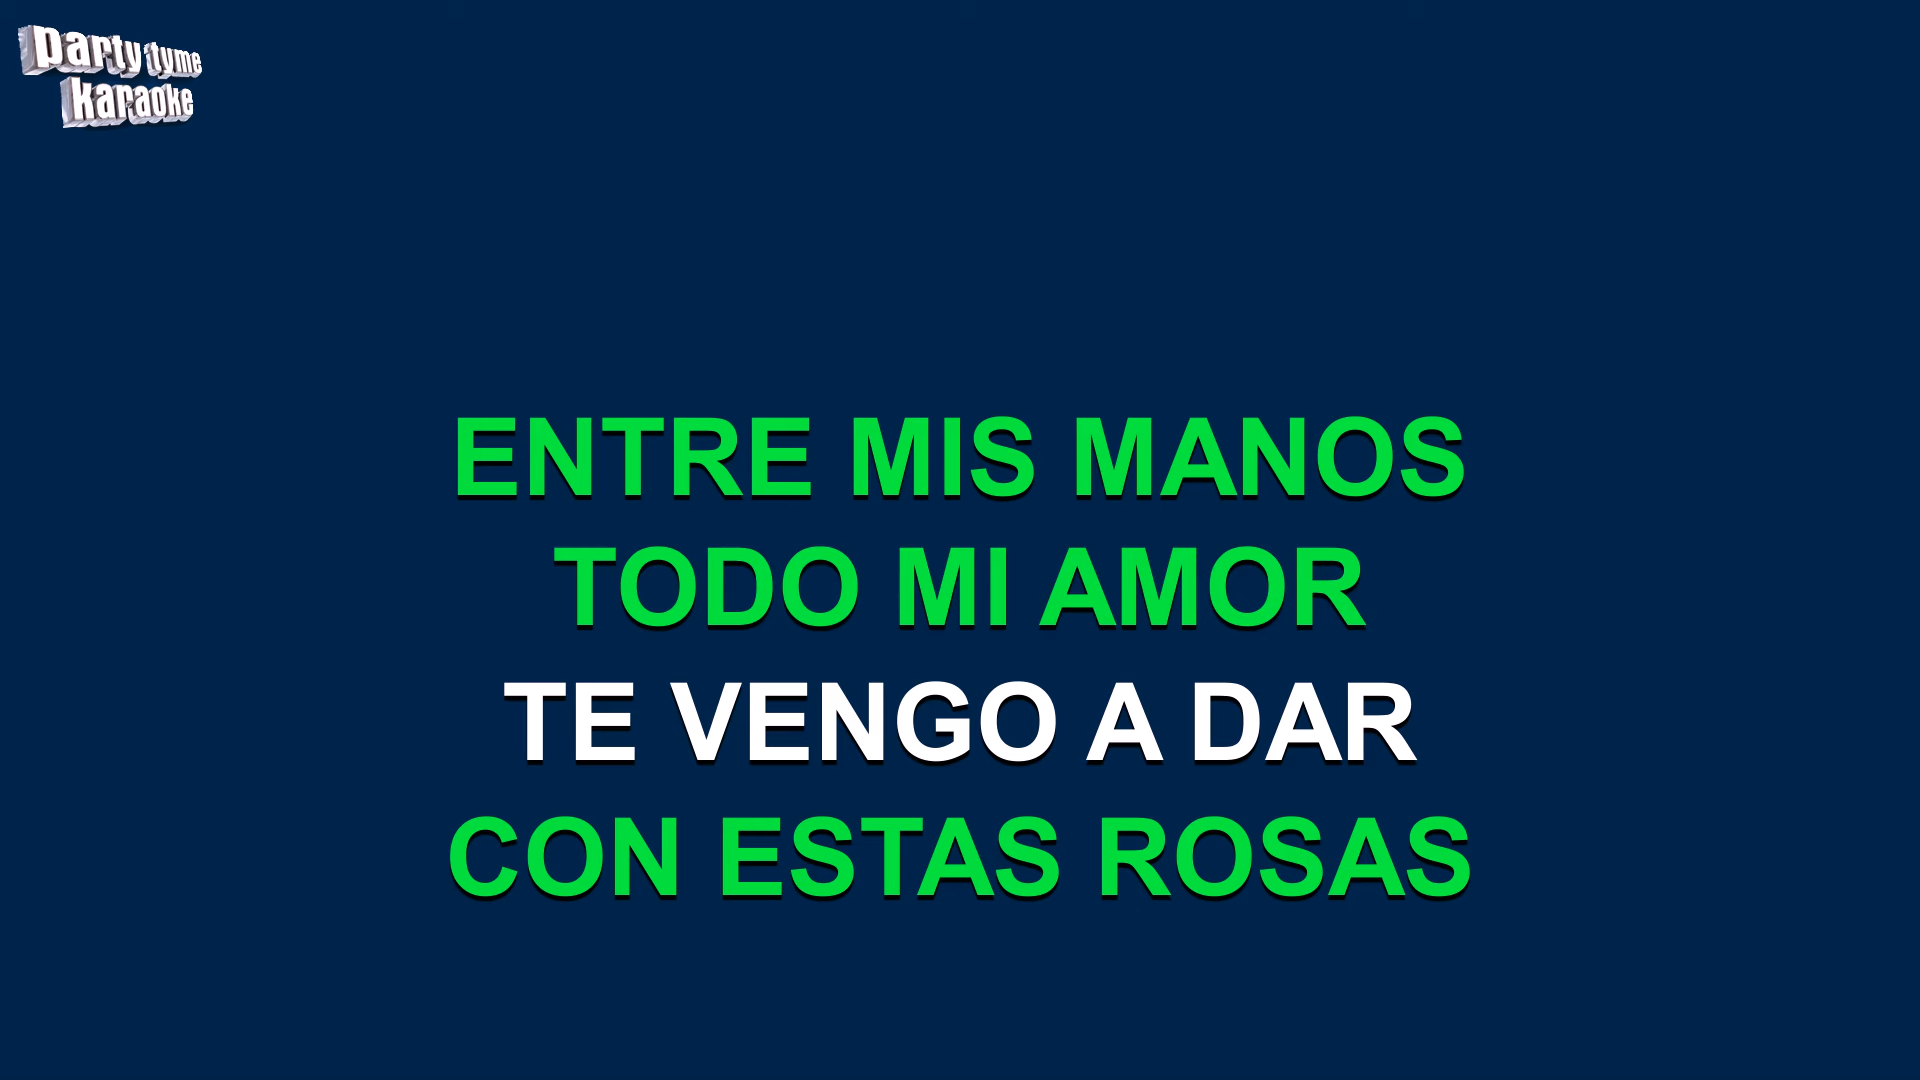 party tyme
karaoke
ENTRE MIS MANOS
TODO MI AMOR
TE VENGO A DAR
CON ESTAS ROSAS